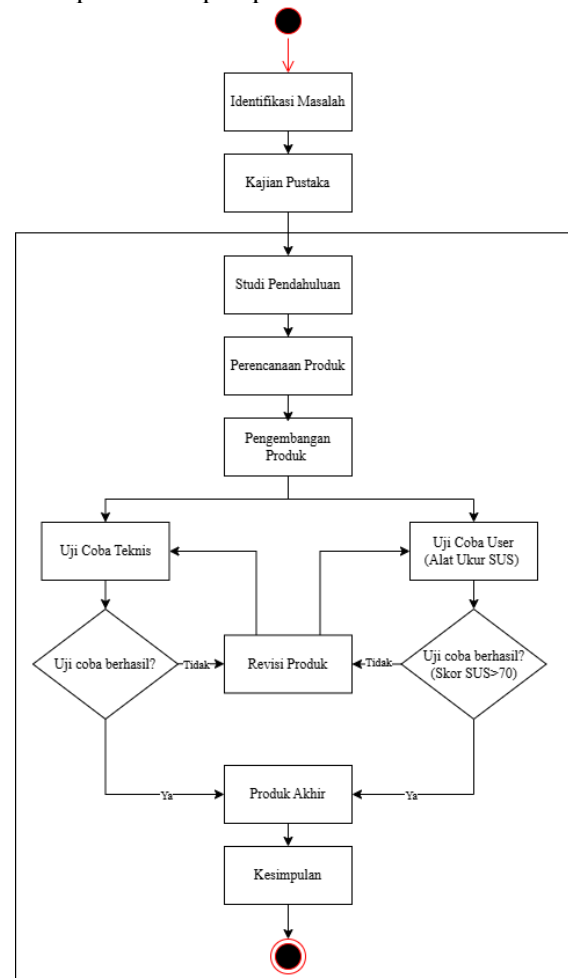 Identifikasi Masalah
Kajian Pustaka
Studi Pendahuluan
Perencanaan Produk
Pengembangan
Produk
Uji Coba Teknis
Uji Coba User
(Alat Ukur SUS)
Uji coba berhasil?
Tidak
Revisi Produk
Tidak
Uji coba berhasil?
(Skor SUS>70)
Ya
Produk Akhir
Ya
Kesimpulan